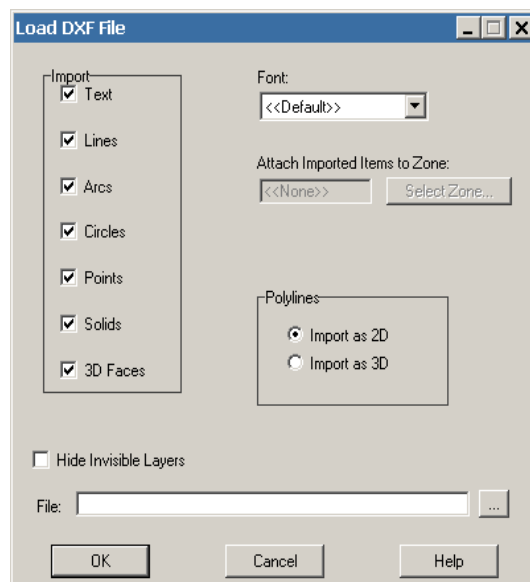 Load DXF File
Import
Text
Lines
Arcs
Circles
Points
Solids
3D Faces
Font:
<<Default>>
Attach Imported Items to Zone:
<<None>>
Select Zone...
Polylines
Import as 2D
Import as 3D
Hide Invisible Layers
File:
...
OK
Cancel
Help